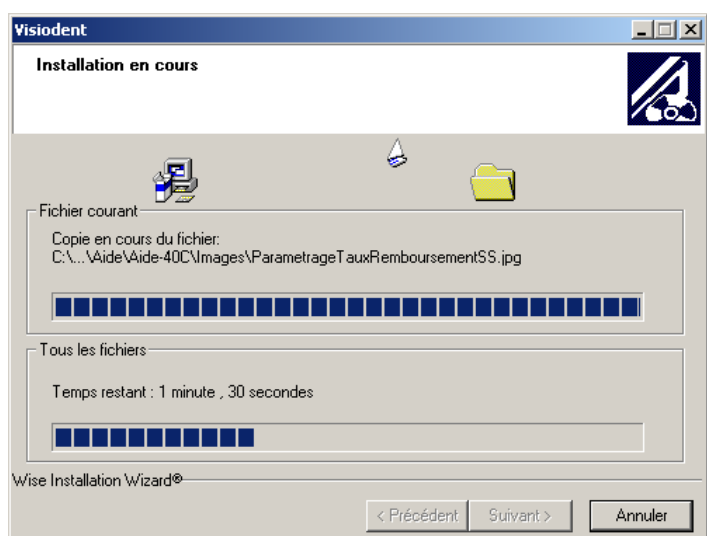 Visiodent
Installation en cours
Fichier courant
Copie en cours du fichier:
C:\...\Aide\Aide-40C\Images\ParametrageTauxRemboursementSS.jpg
Tous les fichiers
Temps restant : 1 minute , 30 secondes
Wise Installation Wizard®
< Précédent
Suivant >
Annuler